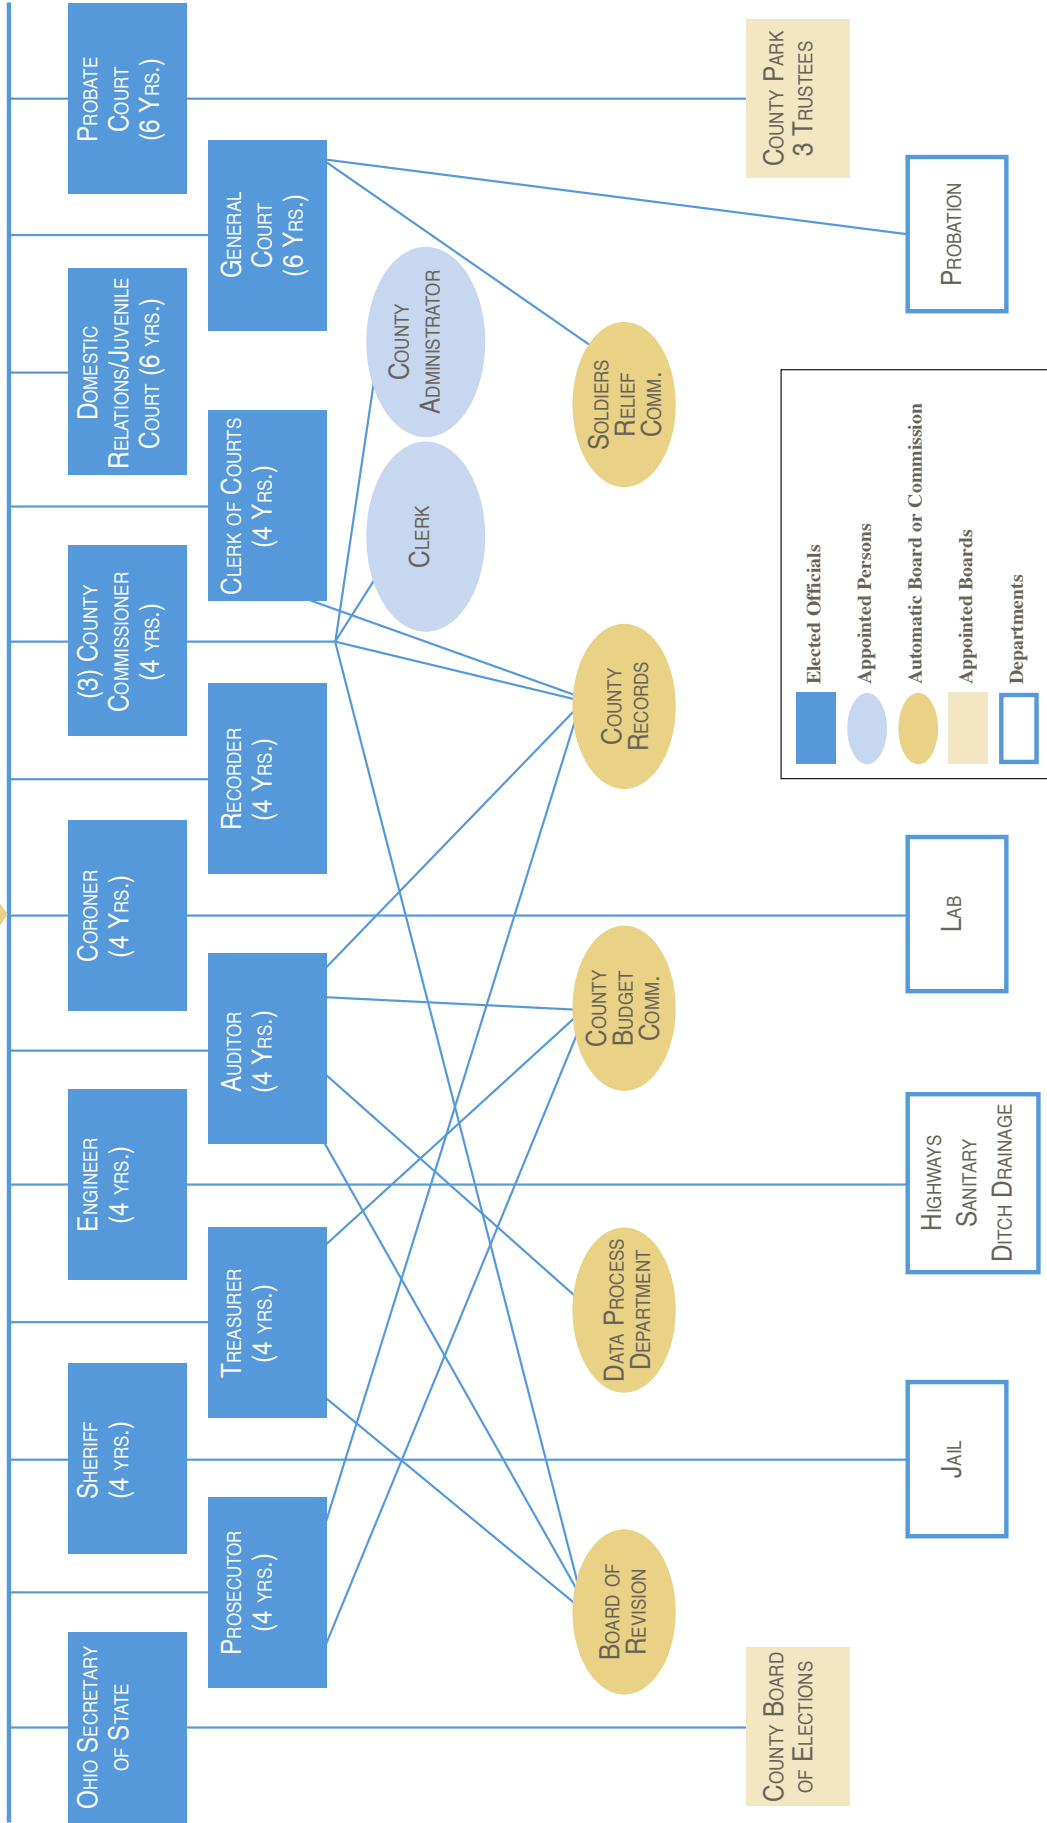 Ohio Secretary
of State
Sheriff
(4 yrs.)
Engineer
(4 yrs.)
Coroner
(4 Yrs.)
(3) County
Commissioner
(4 yrs.)
Domestic
Relations/Juvenile
Court (6 yrs.)
Probate
Court
(6 Yrs.)
Prosecutor
(4 yrs.)
Treasurer
(4 yrs.)
Auditor
(4 Yrs.)
Recorder
(4 Yrs.)
Clerk of Courts
(4 Yrs.)
General
Court
(6 Yrs.)
Clerk
County
Administrator
Board of
Revision
Data Process
Department
County
Budget
Comm.
County
Records
Soldiers
Relief
Comm.
County Board
of Elections
County Park
3 Trustees
Jail
Highways
Sanitary
Ditch Drainage
Lab
Probation
Elected Officials
Appointed Persons
Automatic Board or Commission
Appointed Boards
Departments